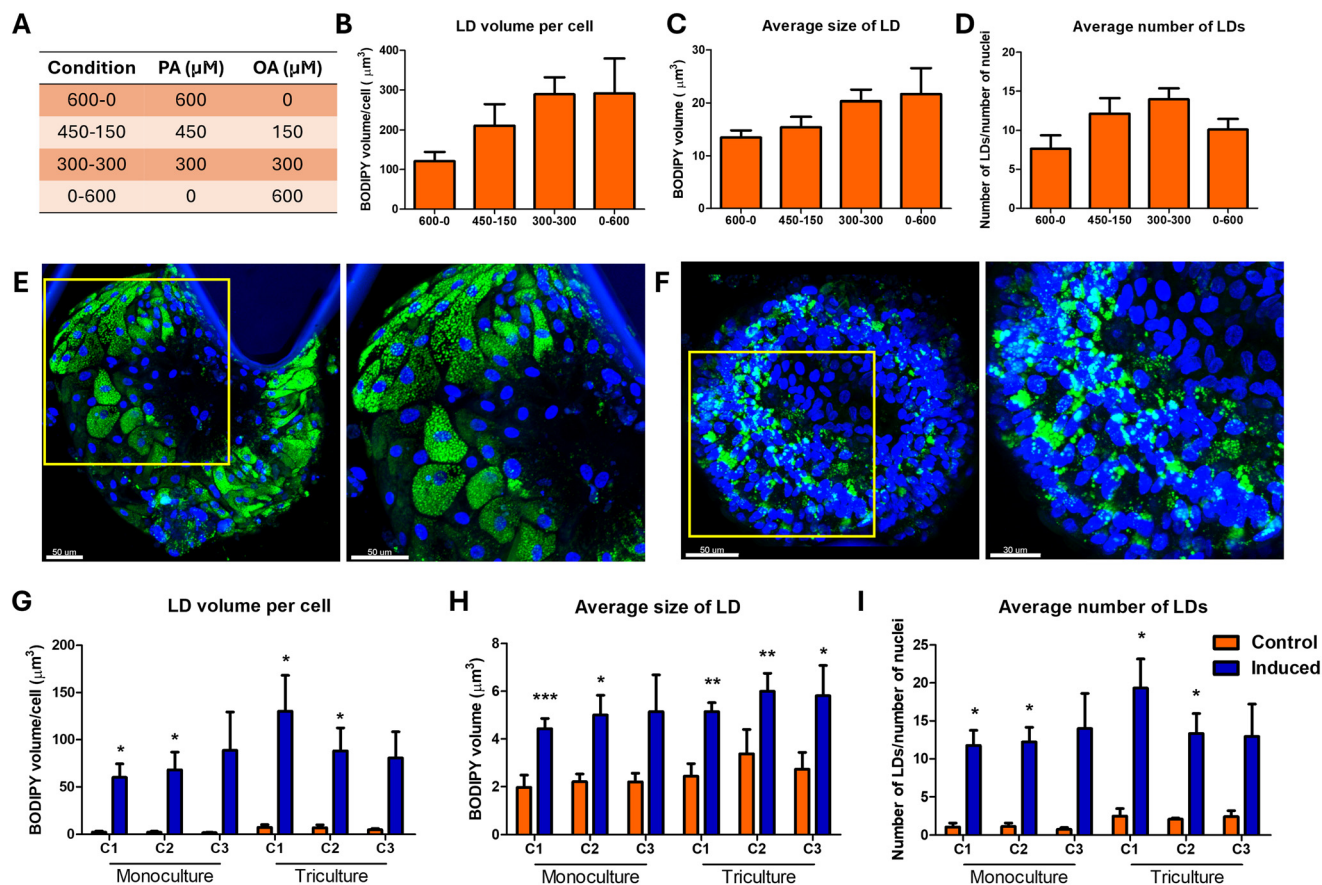 A
Condition PA (µM) OA (µM)
600-0 600 0
450-150 450 150
300-300 300 300
0-600 0 600
B
LD volume per cell
BODIPY volume/cell ( µm³)
400
300
200
100
0
600-0 450-150 300-300 0-600
C
Average size of LD
BODIPY volume ( µm³)
30
20
10
0
600-0 450-150 300-300 0-600
D
Average number of LDs
Number of LDs/number of nuclei
20
15
10
5
0
600-0 450-150 300-300 0-600
E
50 um
50 um
F
50 um
30 um
G
LD volume per cell
BODIPY volume/cell (µm³)
200
150
100
50
0
* * * *
C1 C2 C3 C1 C2 C3
Monoculture Triculture
H
Average size of LD
BODIPY volume (µm³)
8
6
4
2
0
*** * ** ** *
C1 C2 C3 C1 C2 C3
Monoculture Triculture
I
Average number of LDs
Number of LDs/number of nuclei
25
20
15
10
5
0
* * * *
C1 C2 C3 C1 C2 C3
Monoculture Triculture
Control
Induced